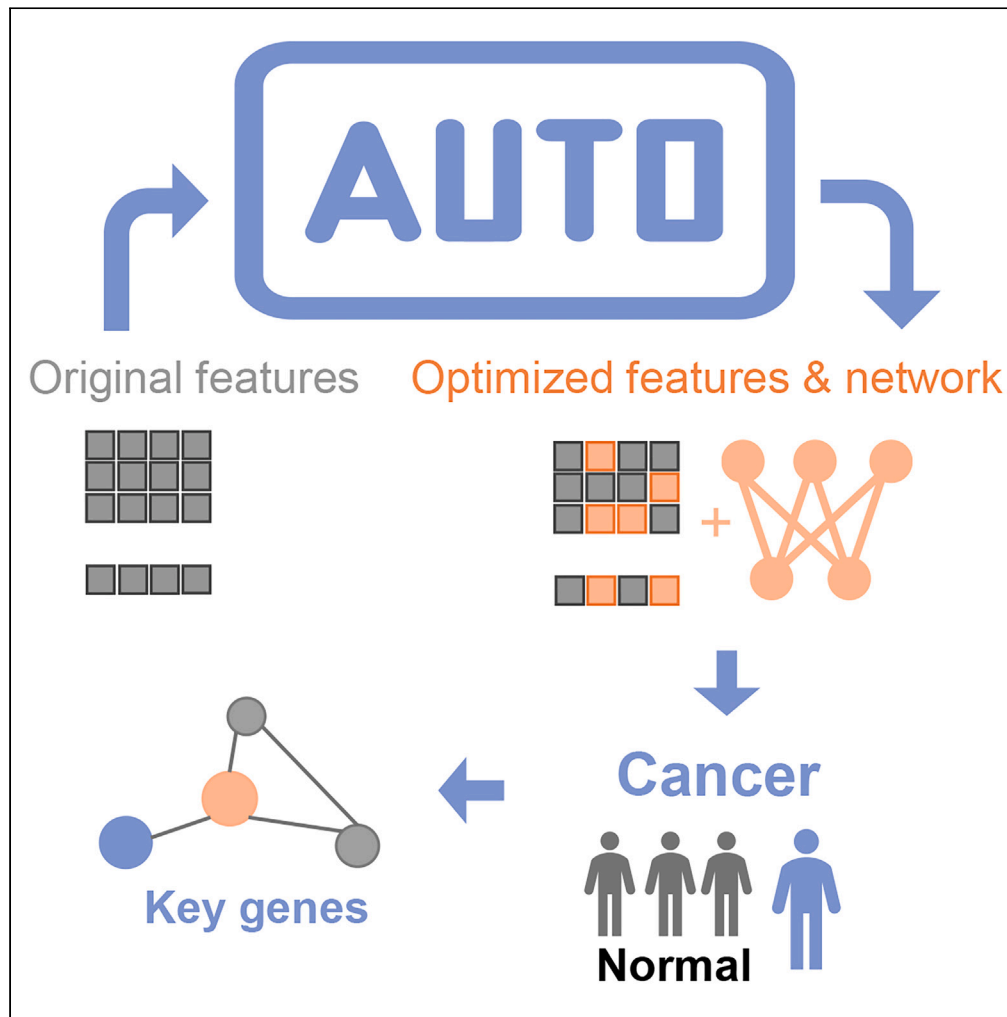 AUTO
Original features
Optimized features & network
+
Cancer
Key genes
Normal